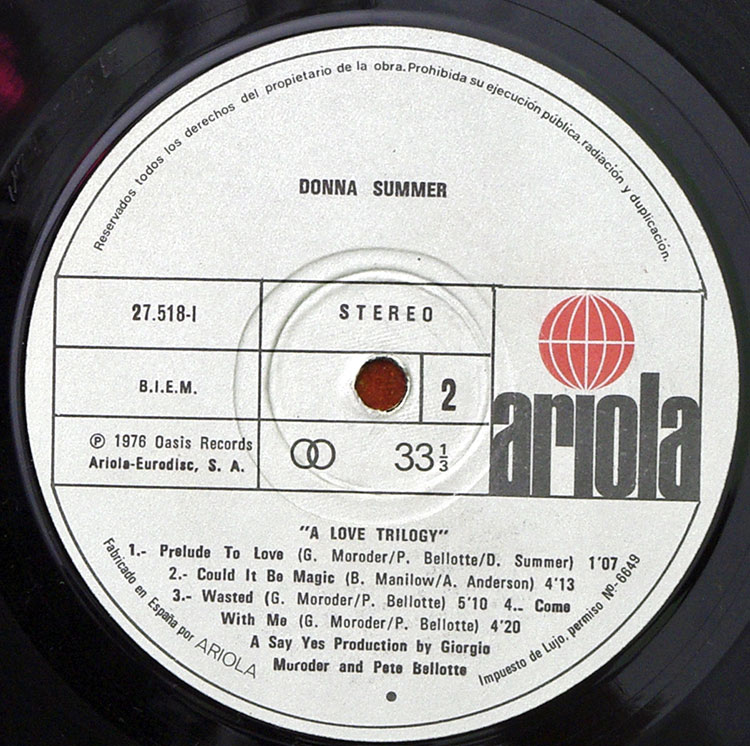 Reservados todos los derechos del propietario de la obra. Prohibida su ejecución pública, radiación y duplicación.
DONNA SUMMER
27.518-I
STEREO
B.I.E.M.
2
ariola
Ⓟ 1976 Oasis Records
Ariola-Eurodisc, S. A.
33 1/3
"A LOVE TRILOGY"
1.- Prelude To Love (G. Moroder/P. Bellotte/D. Summer) 1'07
2.- Could It Be Magic (B. Manilow/A. Anderson) 4'13
3.- Wasted (G. Moroder/P. Bellotte) 5'10 4.. Come
With Me (G. Moroder/P. Bellotte) 4'20
A Say Yes Production by Giorgio
Muroder and Pete Bellotte
Fabricado en España por ARIOLA
Impuesto de Lujo, permiso Nº-6649